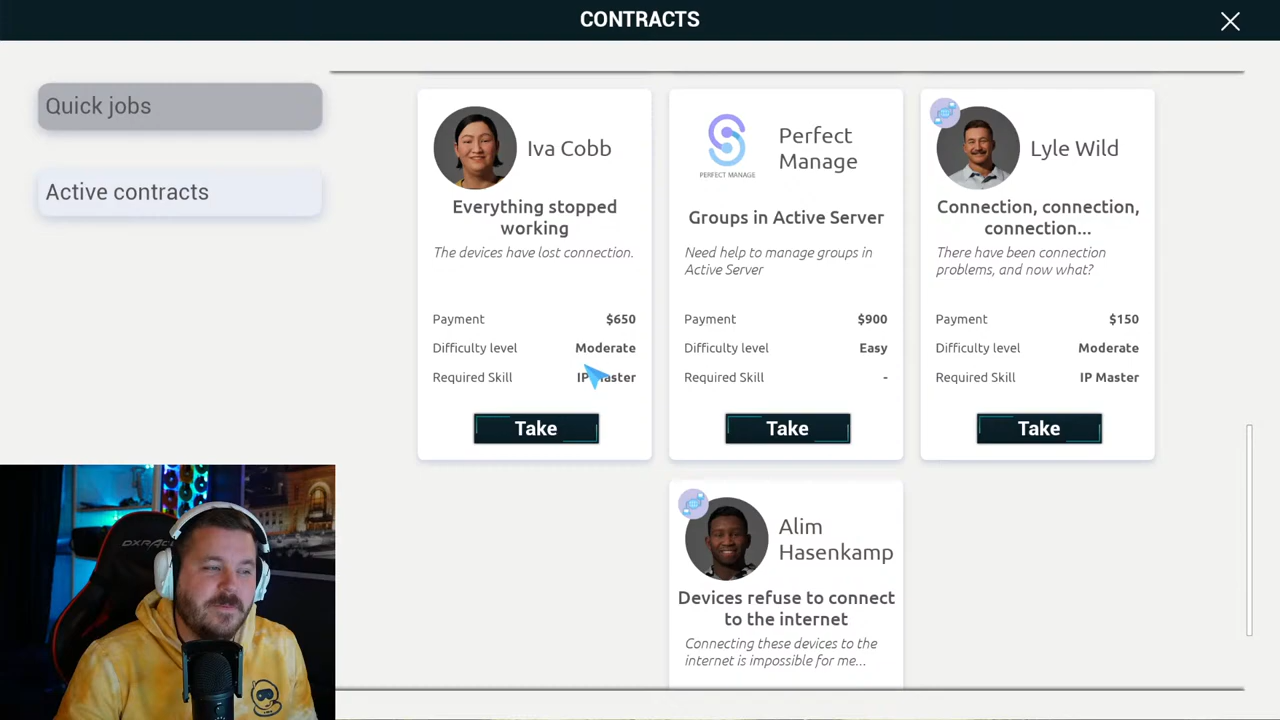 CONTRACTS
Quick jobs
Active contracts
Iva Cobb
Everything stopped
working
The devices have lost connection.
Payment $650
Difficulty level Moderate
Required Skill IP Master
Take
PERFECT MANAGE
Perfect
Manage
Groups in Active Server
Need help to manage groups in
Active Server
Payment $900
Difficulty level Easy
Required Skill -
Take
Lyle Wild
Connection, connection,
connection...
There have been connection
problems, and now what?
Payment $150
Difficulty level Moderate
Required Skill IP Master
Take
Alim
Hasenkamp
Devices refuse to connect
to the internet
Connecting these devices to the
internet is impossible for me...